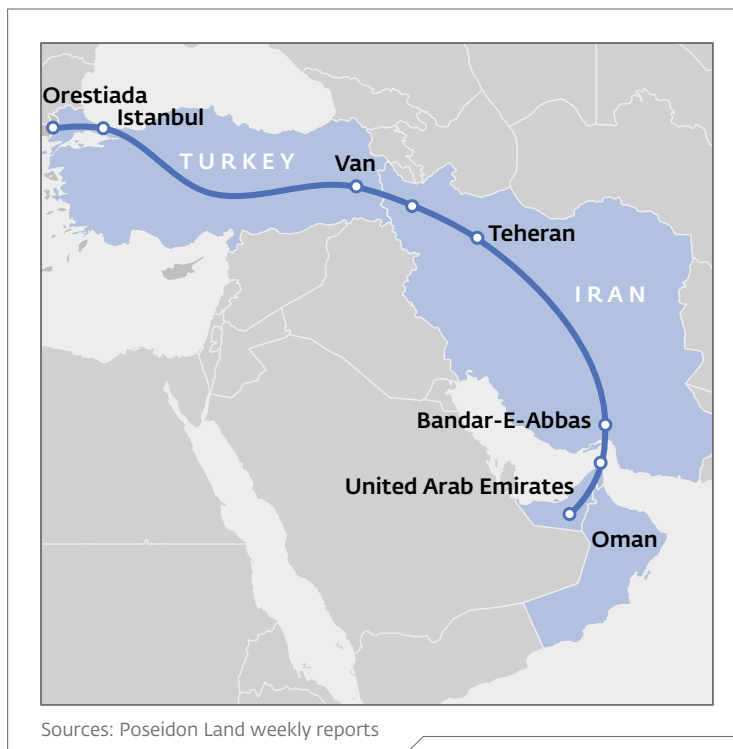 Orestiada
Istanbul
TURKEY
Van
Teheran
IRAN
Bandar-E-Abbas
United Arab Emirates
Oman
Sources: Poseidon Land weekly reports